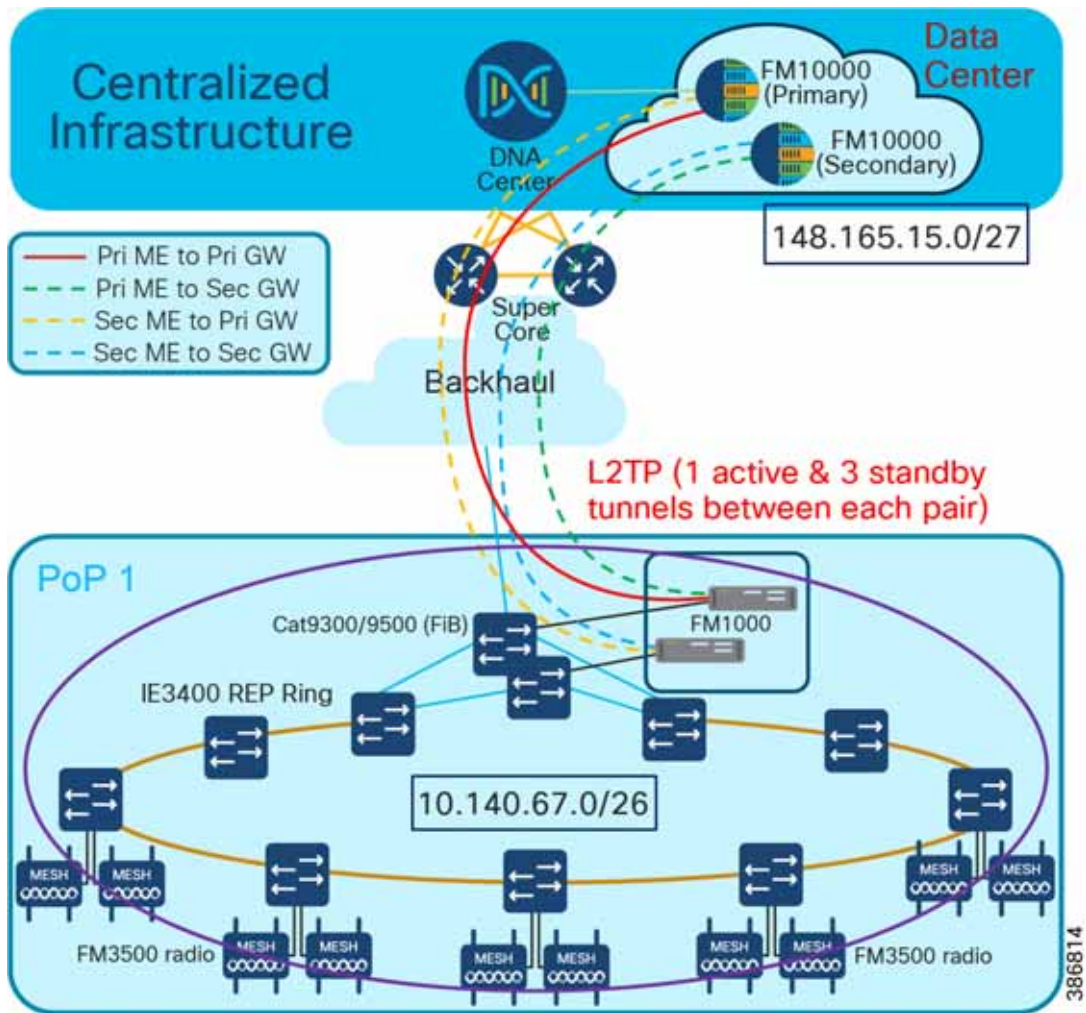 Centralized
Infrastructure
DNA
Center
FM10000
(Primary)
FM10000
(Secondary)
Data
Center
148.165.15.0/27
Pri ME to Pri GW
Pri ME to Sec GW
Sec ME to Pri GW
Sec ME to Sec GW
Super
Core
Backhaul
L2TP (1 active & 3 standby
tunnels between each pair)
PoP 1
Cat9300/9500 (FiB)
FM1000
IE3400 REP Ring
10.140.67.0/26
MESH
MESH
MESH
MESH
MESH
MESH
MESH
MESH
MESH
MESH
FM3500 radio
FM3500 radio
386814